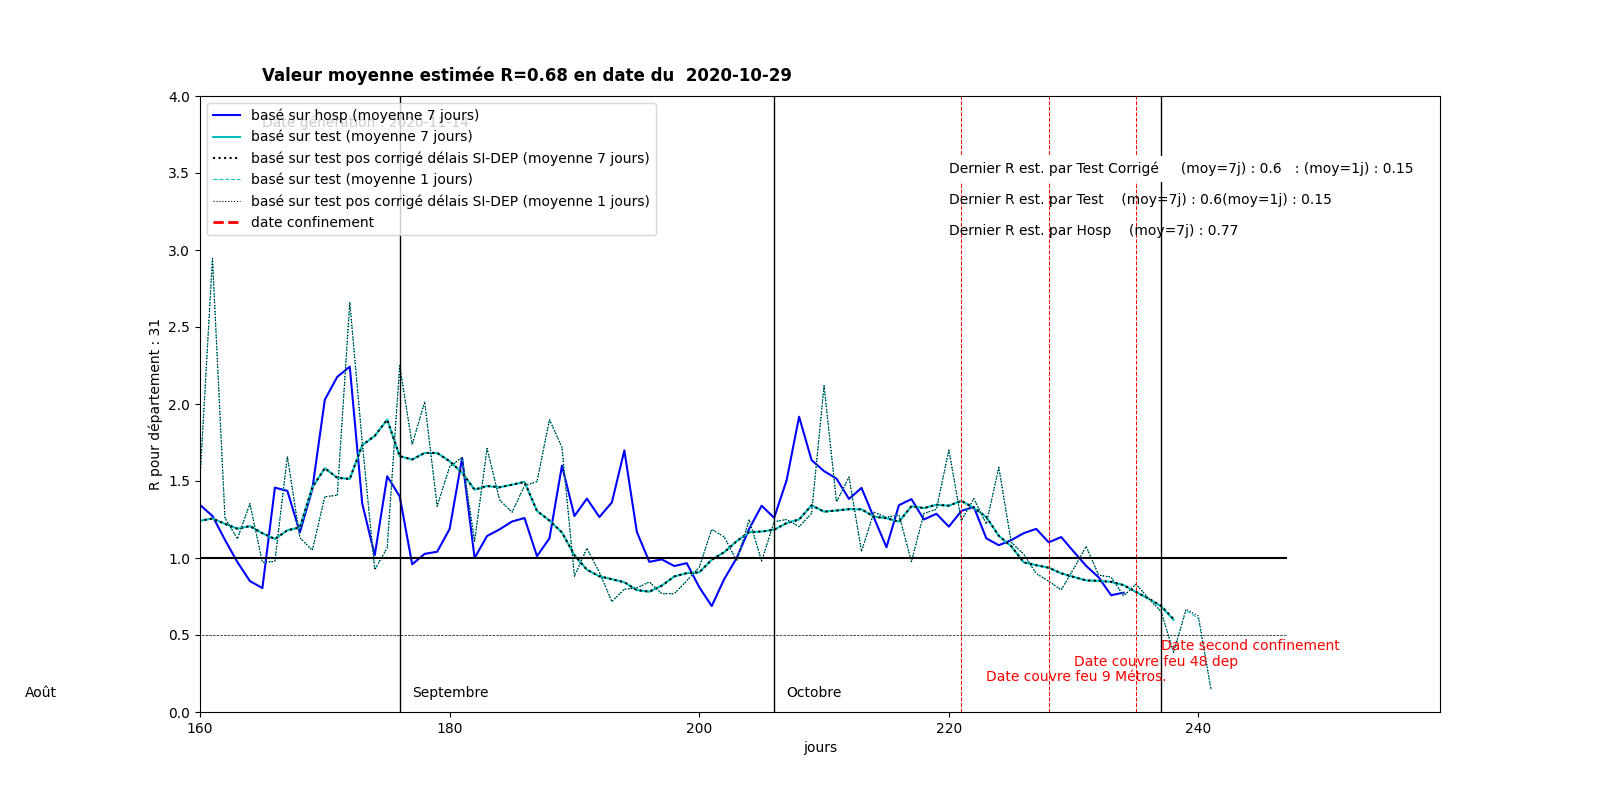 Valeur moyenne estimée R=0.68 en date du  2020-10-29
Date génération : 2020-11-14
basé sur hosp (moyenne 7 jours)
basé sur test (moyenne 7 jours)
basé sur test pos corrigé délais SI-DEP (moyenne 7 jours)
basé sur test (moyenne 1 jours)
basé sur test pos corrigé délais SI-DEP (moyenne 1 jours)
date confinement
Dernier R est. par Test Corrigé     (moy=7j) : 0.6   : (moy=1j) : 0.15
Dernier R est. par Test    (moy=7j) : 0.6(moy=1j) : 0.15
Dernier R est. par Hosp    (moy=7j) : 0.77
R pour département : 31
4.0
3.5
3.0
2.5
2.0
1.5
1.0
0.5
0.0
Date second confinement
Date couvre feu 48 dep
Date couvre feu 9 Métros.
Août
Septembre
Octobre
160
180
200
220
240
jours